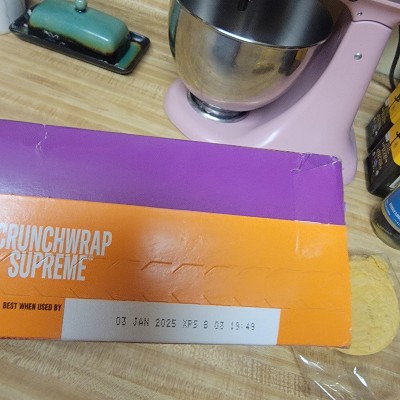 CRUNCHWRAP
SUPREME
BEST WHEN USED BY
03 JAN 2025 XPS B 03 19:49